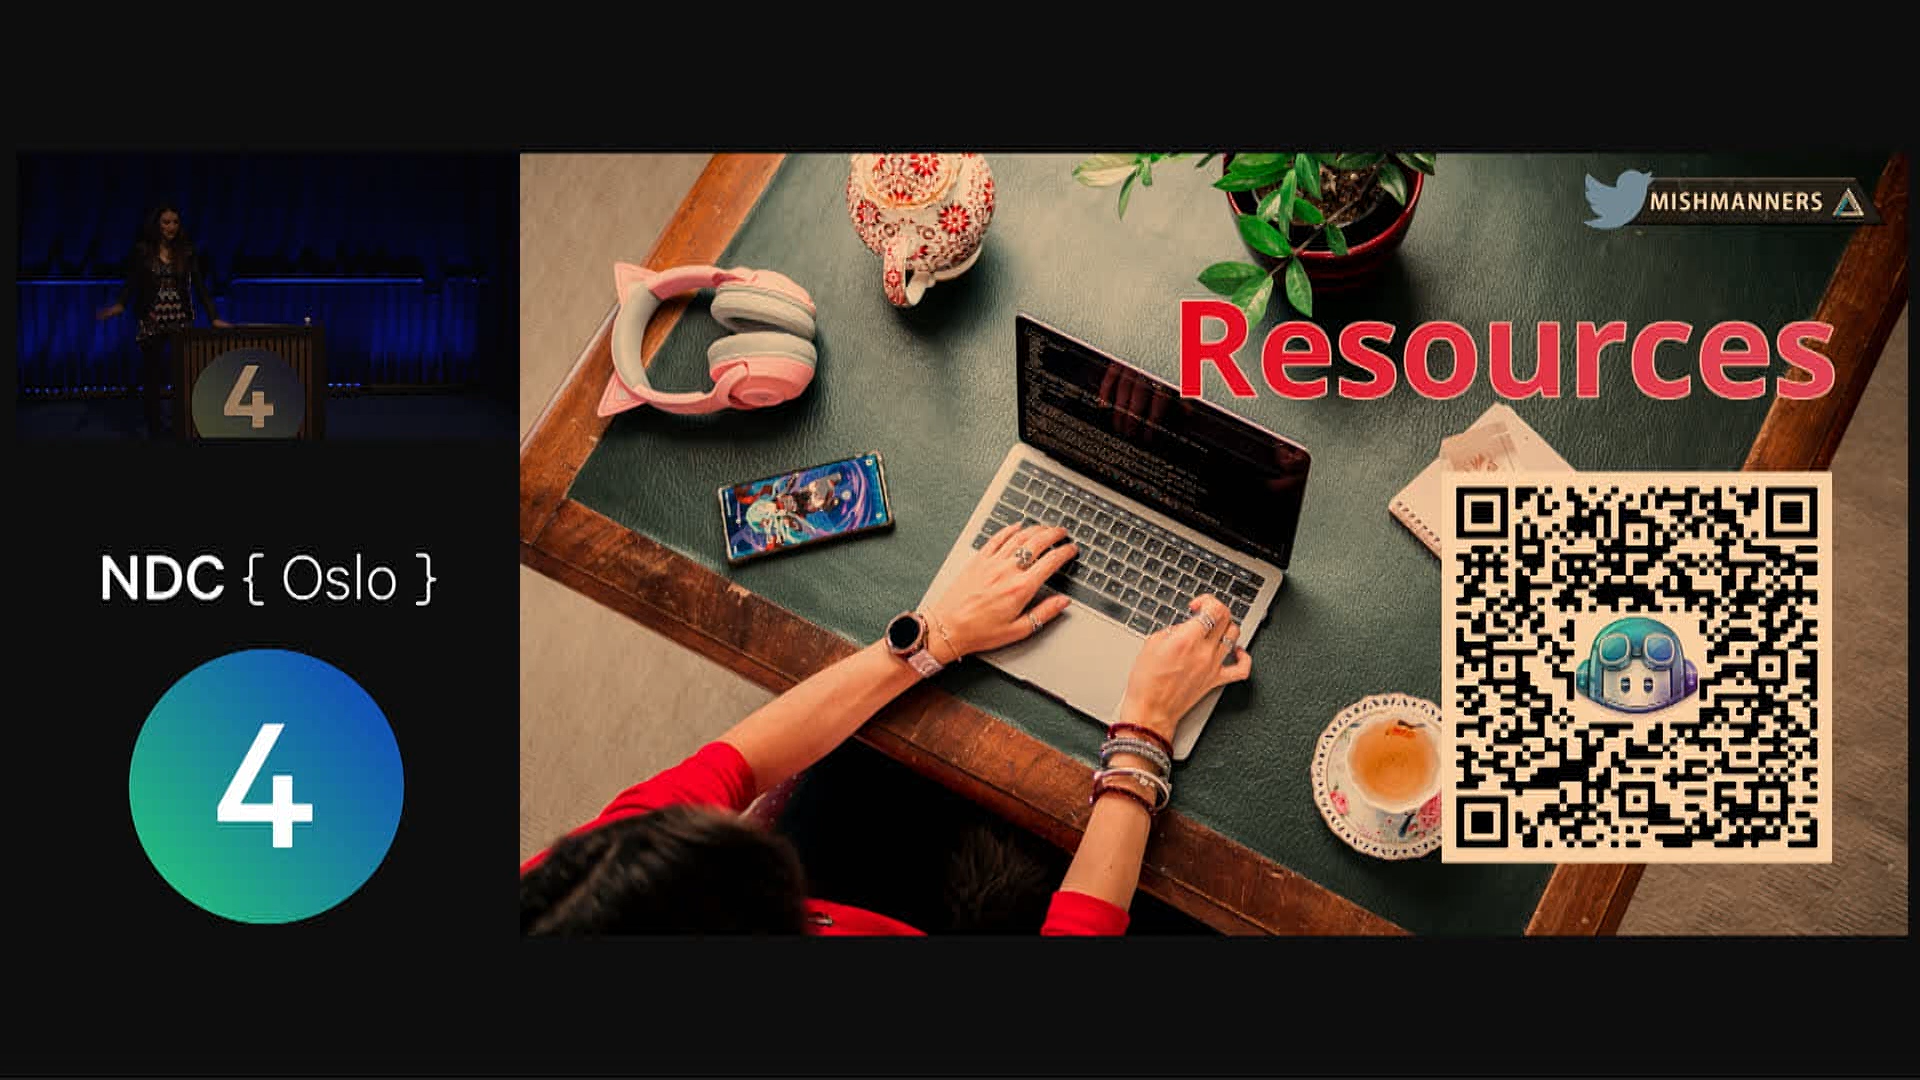 MISHMANNERS
Resources
4
NDC { Oslo }
4